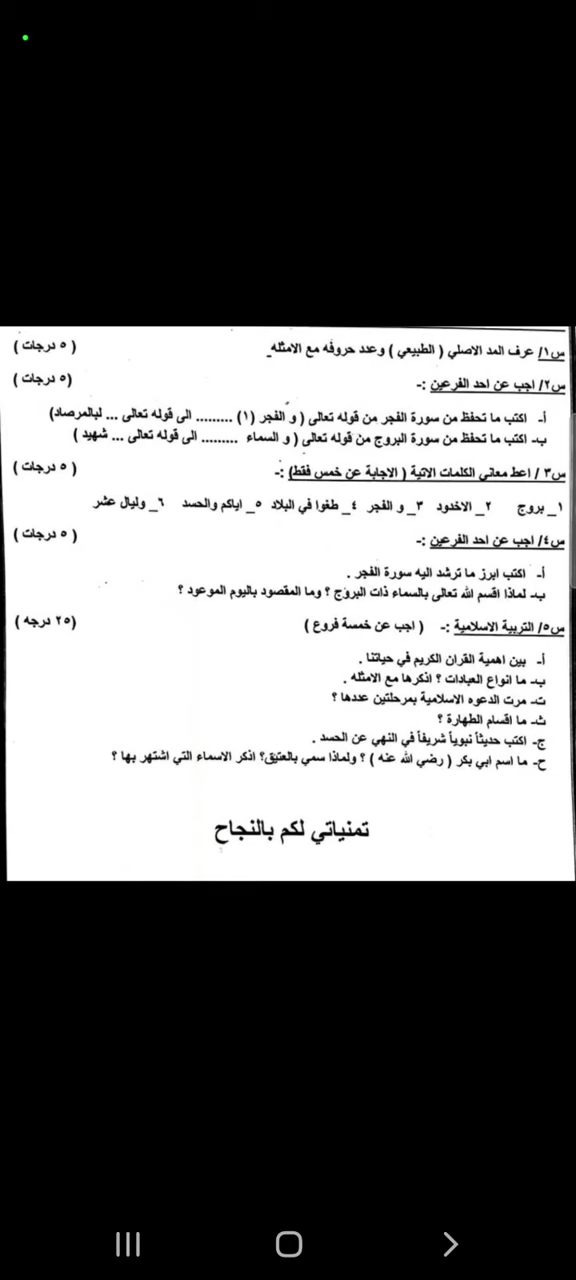 س١/ عرف المد الاصلي ( الطبيعي ) وعدد حروفه مع الامثله. ( ٥ درجات )
س٢/ اجب عن احد الفرعين :- (٥ درجات )
أ- اكتب ما تحفظ من سورة الفجر من قوله تعالى ( و الفجر (١) ......... الى قوله تعالى ... لبالمرصاد)
ب- اكتب ما تحفظ من سورة البروج من قوله تعالى ( و السماء ......... الى قوله تعالى ... شهيد )
س٣ / اعط معاني الكلمات الاتية ( الاجابة عن خمس فقط) :- ( ٥ درجات )
١_ بروج ٢_ الاخدود ٣_ و الفجر ٤_ طغوا في البلاد ٥_ اياكم والحسد ٦_ وليال عشر
س٤/ اجب عن احد الفرعين :- ( ٥ درجات )
أ- اكتب ابرز ما ترشد اليه سورة الفجر .
ب- لماذا اقسم الله تعالى بالسماء ذات البروج ؟ وما المقصود باليوم الموعود ؟
س٥/ التربية الاسلامية :- ( اجب عن خمسة فروع ) (٢٥ درجه )
أ- بين اهمية القران الكريم في حياتنا .
ب- ما انواع العبادات ؟ اذكرها مع الامثله .
ت- مرت الدعوه الاسلامية بمرحلتين عددها ؟
ث- ما اقسام الطهارة ؟
ج- اكتب حديثاً نبوياً شريفاً في النهي عن الحسد .
ح- ما اسم ابي بكر ( رضي الله عنه ) ؟ ولماذا سمي بالعتيق؟ اذكر الاسماء التي اشتهر بها ؟
تمنياتي لكم بالنجاح